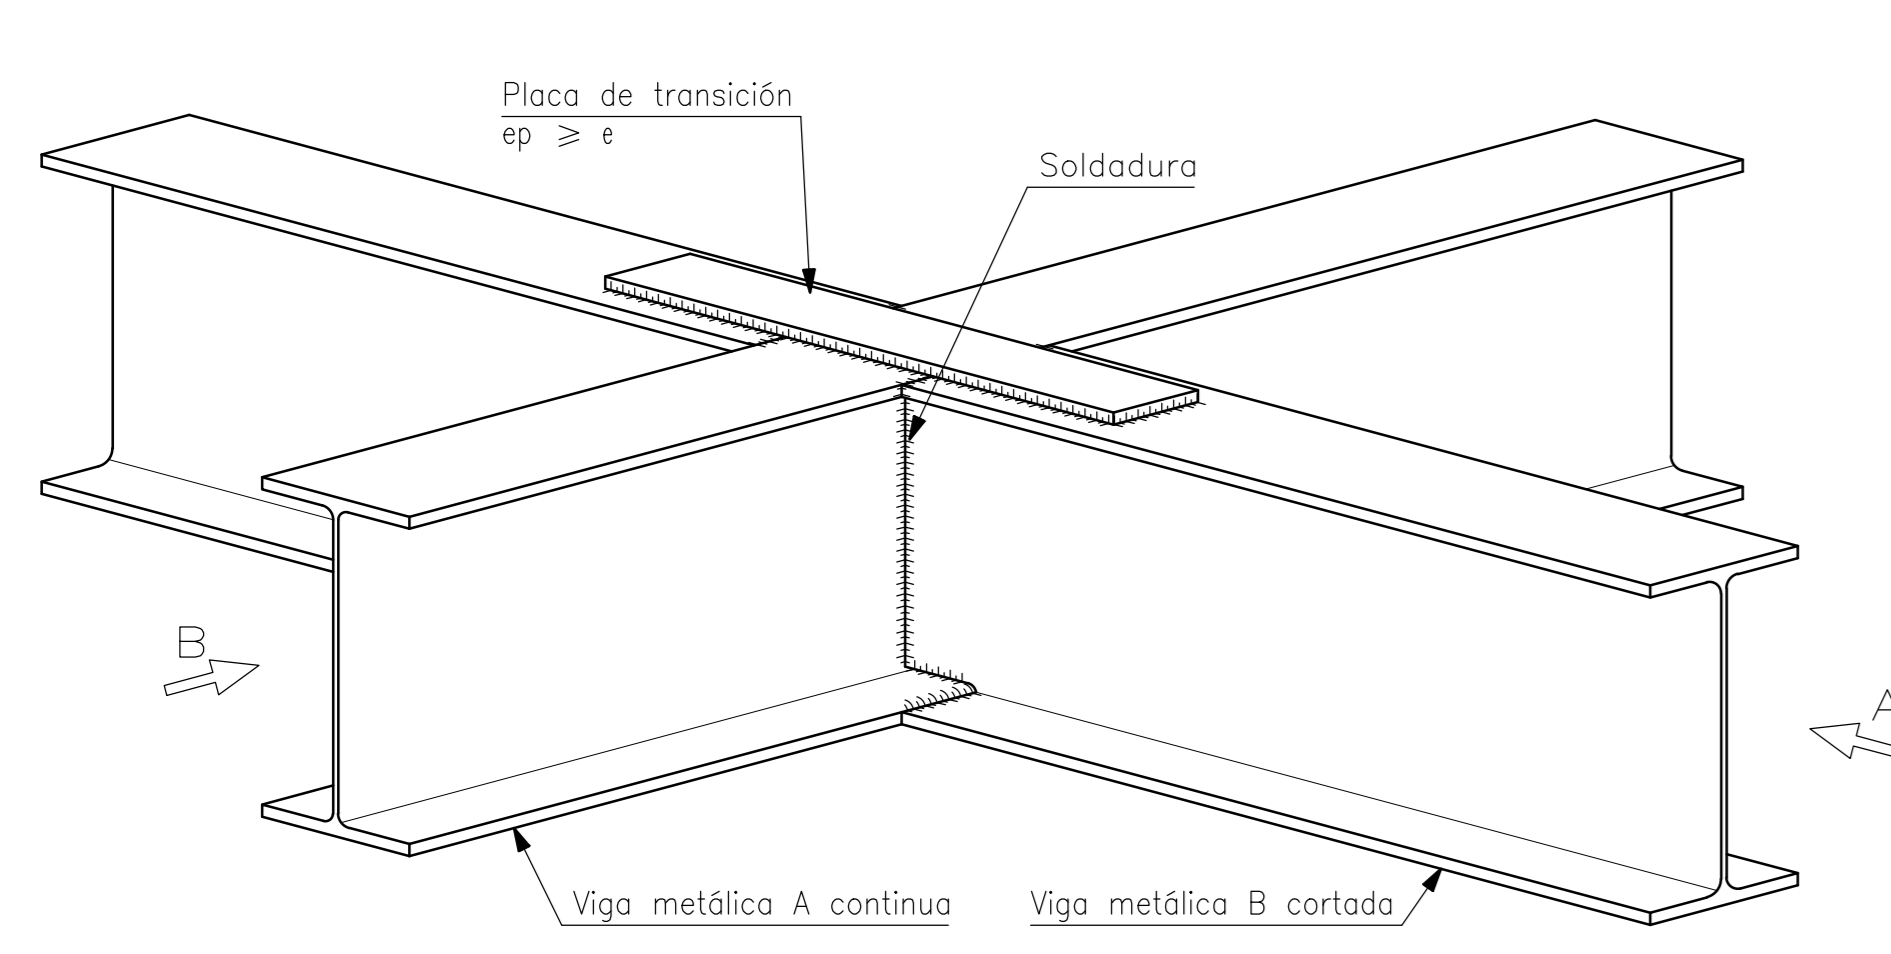 Placa de transición
ep ≥ e
Soldadura
B
A
Viga metálica A continua
Viga metálica B cortada